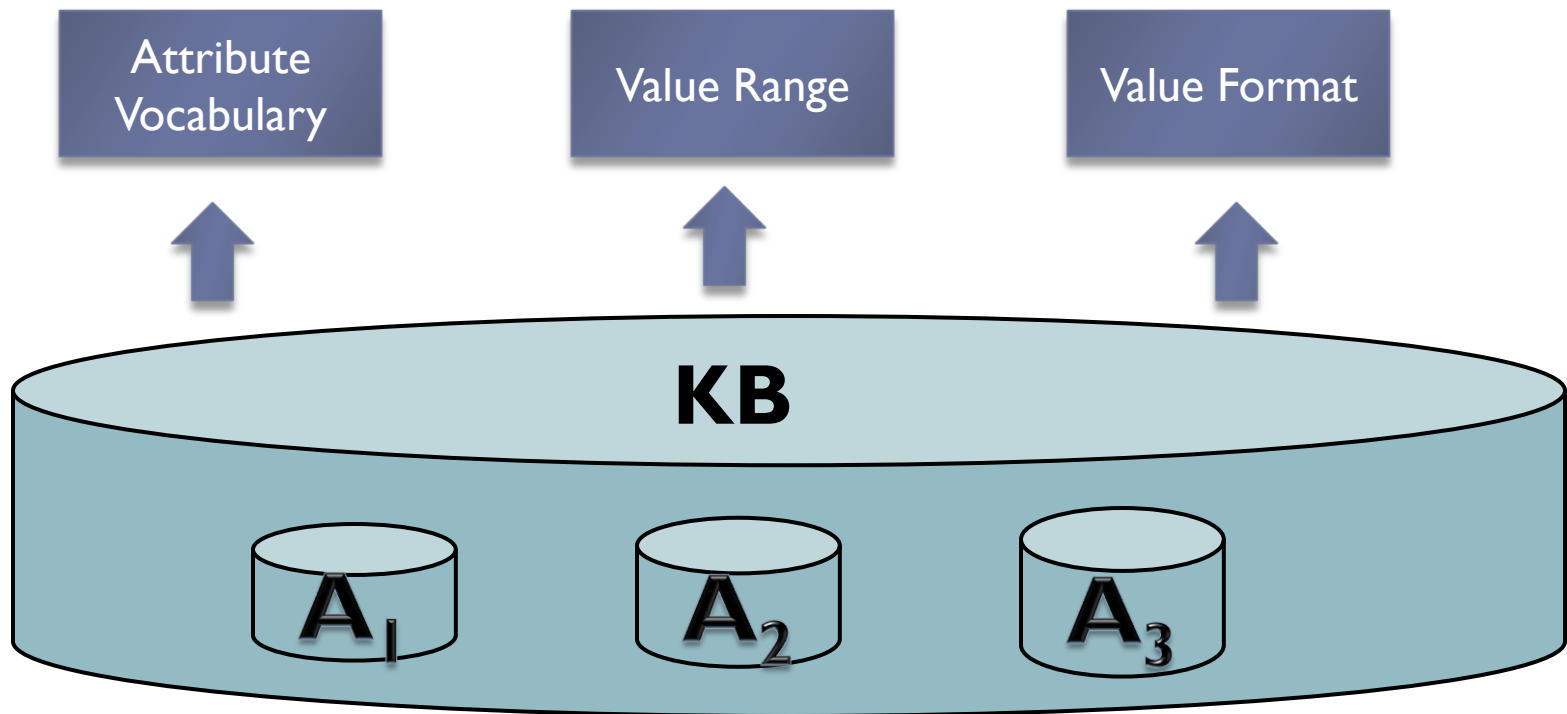 Attribute
Vocabulary
Value Range
Value Format
KB
A1
A2
A3